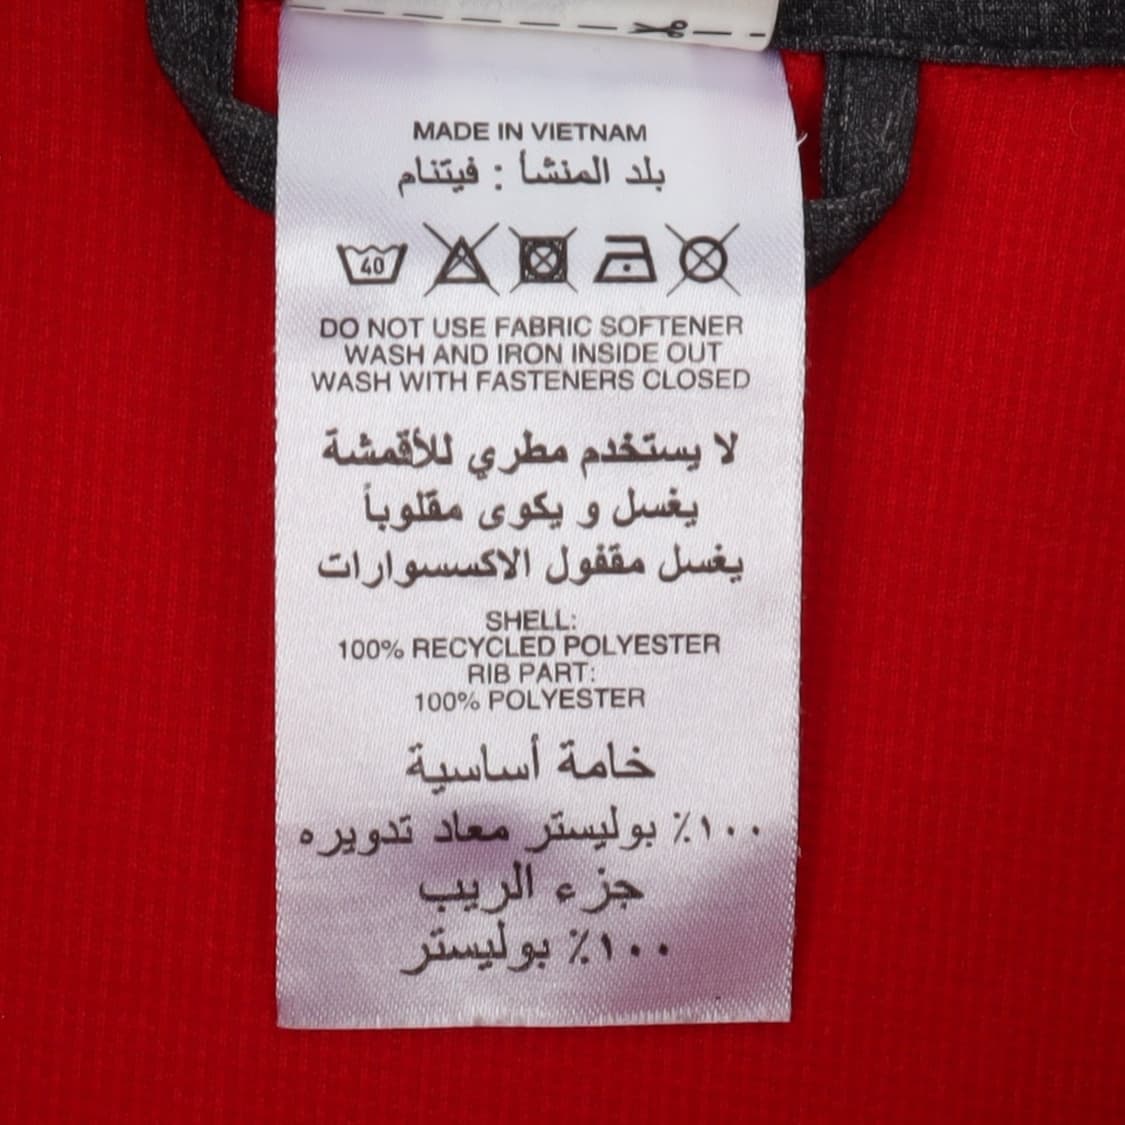 MADE IN VIETNAM
بلد المنشأ : فيتنام
40
DO NOT USE FABRIC SOFTENER
WASH AND IRON INSIDE OUT
WASH WITH FASTENERS CLOSED
لا يستخدم مطري للأقمشة
يغسل و يكوى مقلوباً
يغسل مقفول الاكسسوارات
SHELL:
100% RECYCLED POLYESTER
RIB PART:
100% POLYESTER
خامة أساسية
١٠٠٪ بوليستر معاد تدويره
جزء الريب
١٠٠٪ بوليستر